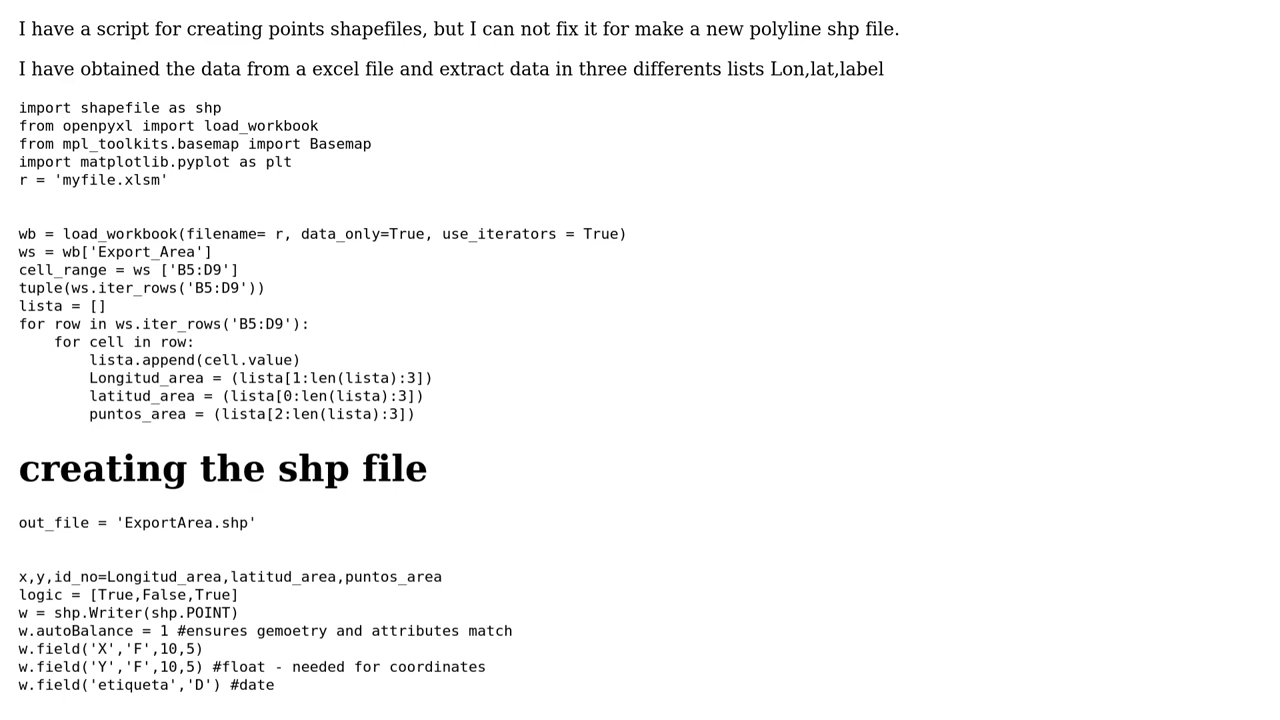 I have a script for creating points shapefiles, but I can not fix it for make a new polyline shp file.
I have obtained the data from a excel file and extract data in three differents lists Lon,lat,label
import shapefile as shp
from openpyxl import load_workbook
from mpl_toolkits.basemap import Basemap
import matplotlib.pyplot as plt
r = 'myfile.xlsm'
wb = load_workbook(filename= r, data_only=True, use_iterators = True)
ws = wb['Export_Area']
cell_range = ws ['B5:D9']
tuple(ws.iter_rows('B5:D9'))
lista = []
for row in ws.iter_rows('B5:D9'):
    for cell in row:
        lista.append(cell.value)
        Longitud_area = (lista[1:len(lista):3])
        latitud_area = (lista[0:len(lista):3])
        puntos_area = (lista[2:len(lista):3])
creating the shp file
out_file = 'ExportArea.shp'
x,y,id_no=Longitud_area,latitud_area,puntos_area
logic = [True,False,True]
w = shp.Writer(shp.POINT)
w.autoBalance = 1 #ensures gemoetry and attributes match
w.field('X','F',10,5)
w.field('Y','F',10,5) #float - needed for coordinates
w.field('etiqueta','D') #date